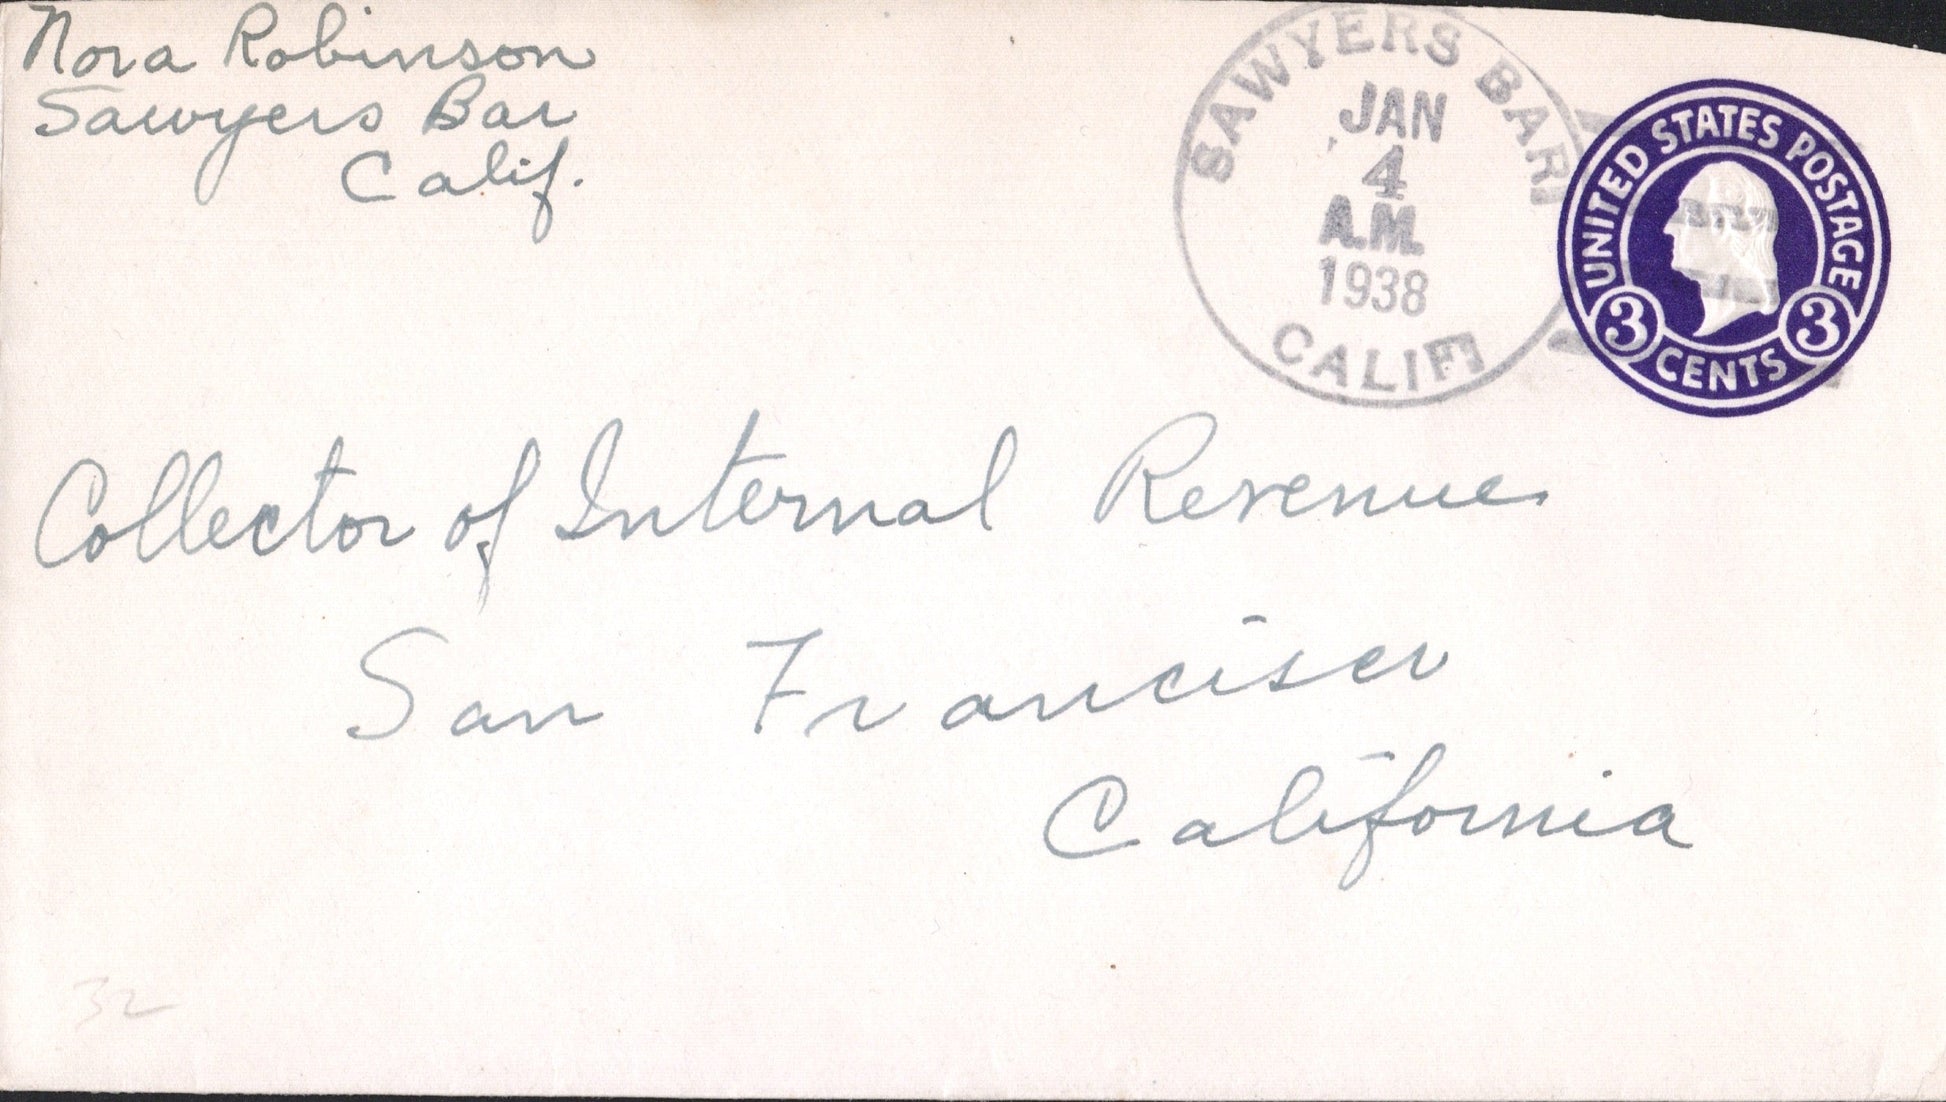 Nora Robinson
Sawyers Bar
Calif.
SAWYERS BAR
JAN
4
A.M.
1938
CALIF.
UNITED STATES POSTAGE
3 CENTS 3
Collector of Internal Revenue.
San Francisco
California
32